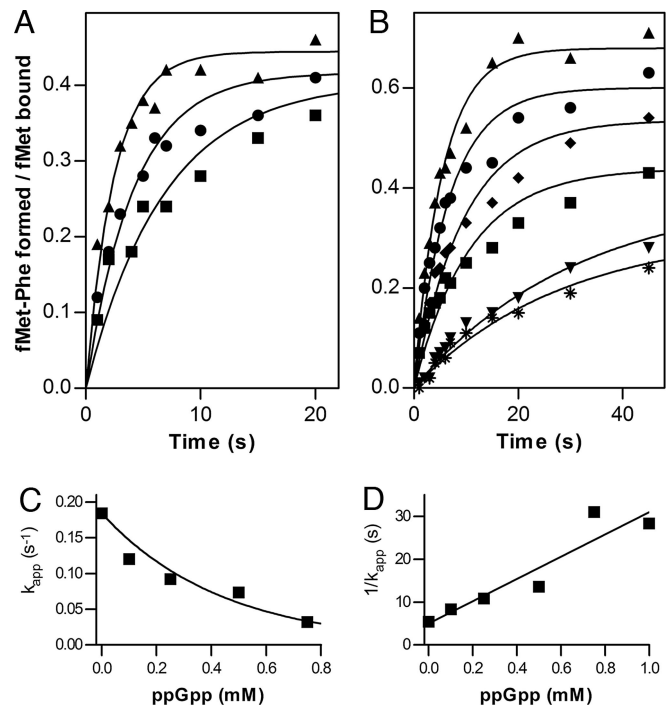 A
B
fMet-Phe formed / fMet bound
0.4
0.3
0.2
0.1
0.0
0 10 20
Time (s)
0.6
0.4
0.2
0.0
0 20 40
Time (s)
C
D
kapp (s-1)
0.20
0.15
0.10
0.05
0.00
0.0 0.2 0.4 0.6 0.8
ppGpp (mM)
1/kapp (s)
30
20
10
0
0.0 0.2 0.4 0.6 0.8 1.0
ppGpp (mM)